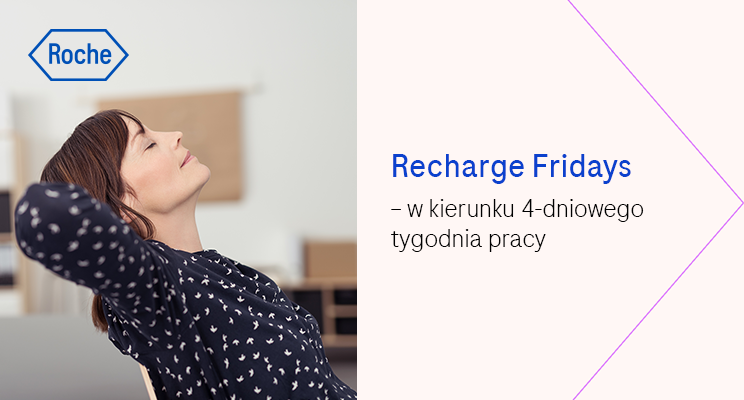 Roche
Recharge Fridays
– w kierunku 4-dniowego
tygodnia pracy